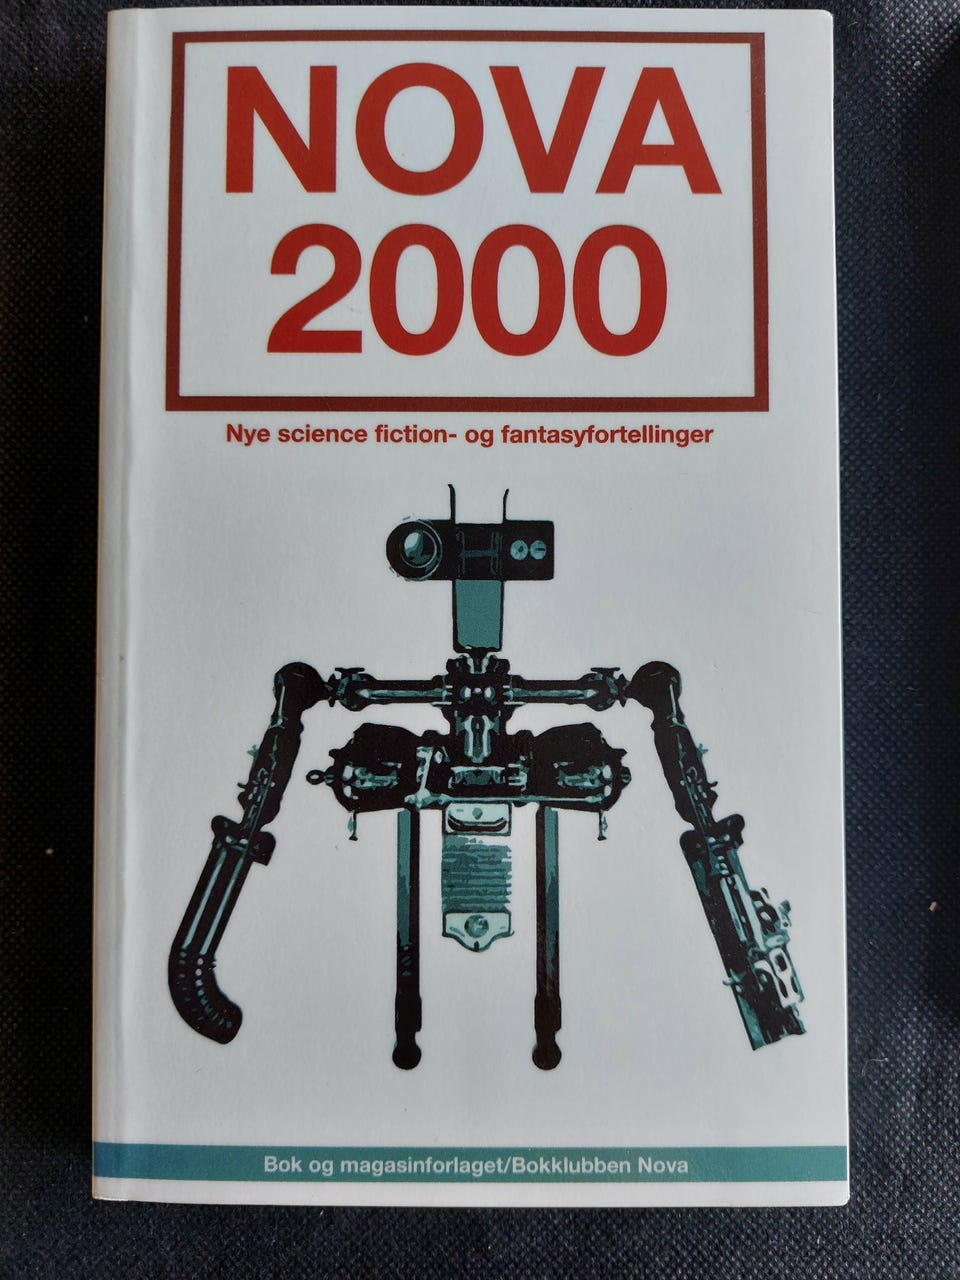 NOVA
2000
Nye science fiction- og fantasyfortellinger
Bok og magasinforlaget/Bokklubben Nova